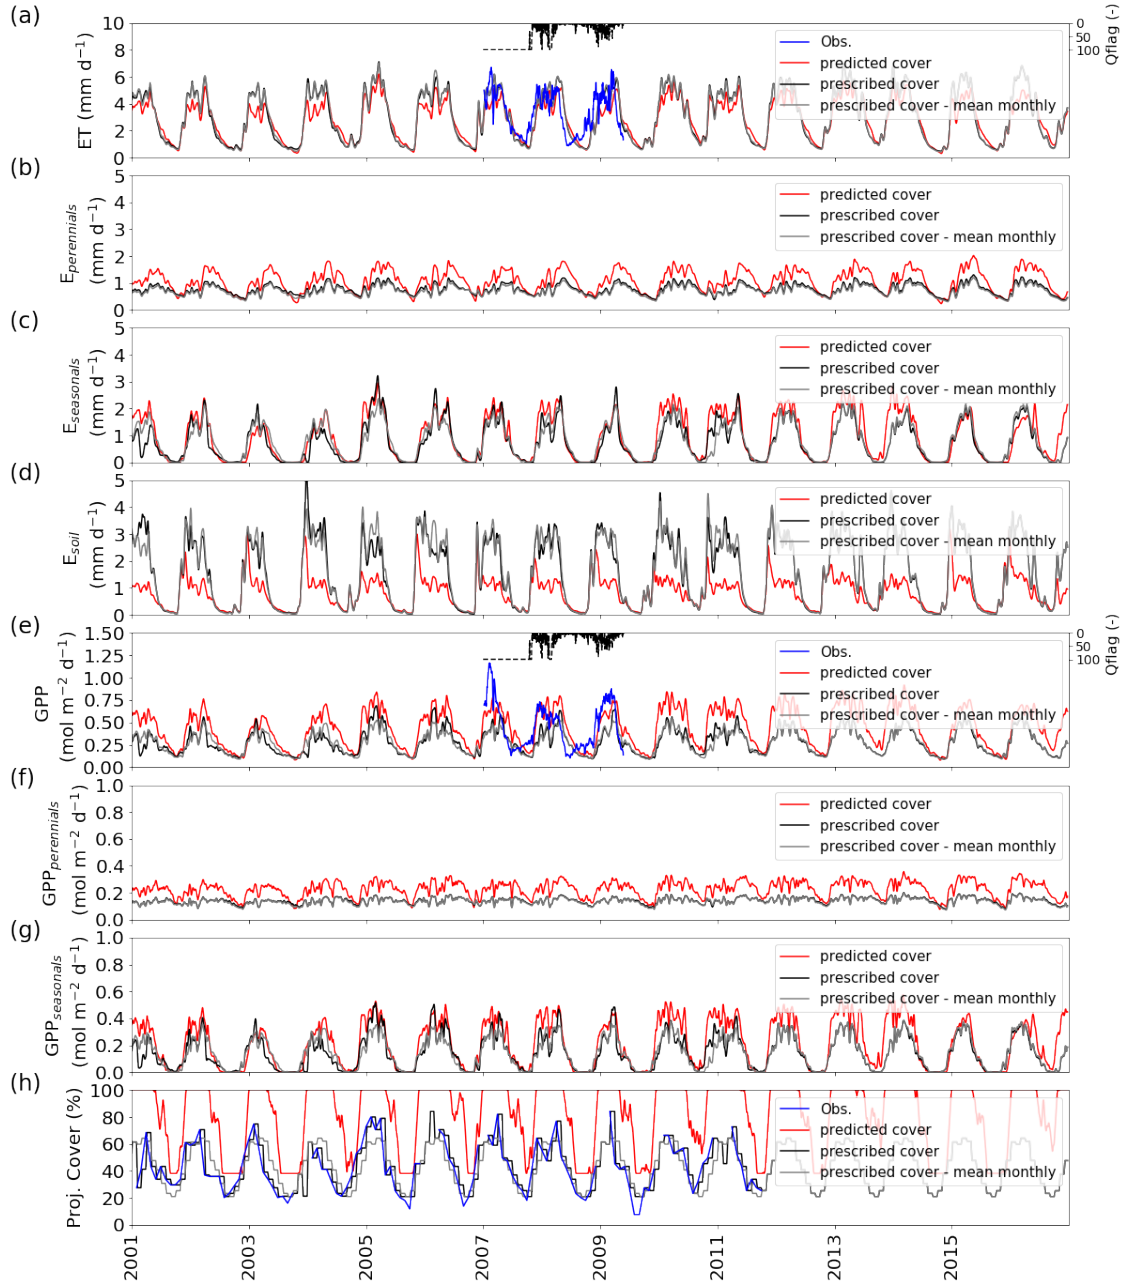 (a)
ET (mm d⁻¹)
10
8
6
4
2
0
0
50
100
Qflag (-)
Obs.
predicted cover
prescribed cover
prescribed cover - mean monthly
(b)
E_perennials
(mm d⁻¹)
5
4
3
2
1
0
predicted cover
prescribed cover
prescribed cover - mean monthly
(c)
E_seasonals
(mm d⁻¹)
5
4
3
2
1
0
predicted cover
prescribed cover
prescribed cover - mean monthly
(d)
E_soil
(mm d⁻¹)
5
4
3
2
1
0
predicted cover
prescribed cover
prescribed cover - mean monthly
(e)
GPP
(mol m⁻² d⁻¹)
1.50
1.25
1.00
0.75
0.50
0.25
0.00
0
50
100
Qflag (-)
Obs.
predicted cover
prescribed cover
prescribed cover - mean monthly
(f)
GPP_perennials
(mol m⁻² d⁻¹)
1.0
0.8
0.6
0.4
0.2
0.0
predicted cover
prescribed cover
prescribed cover - mean monthly
(g)
GPP_seasonals
(mol m⁻² d⁻¹)
1.0
0.8
0.6
0.4
0.2
0.0
predicted cover
prescribed cover
prescribed cover - mean monthly
(h)
Proj. Cover (%)
100
80
60
40
20
0
Obs.
predicted cover
prescribed cover
prescribed cover - mean monthly
2001
2003
2005
2007
2009
2011
2013
2015